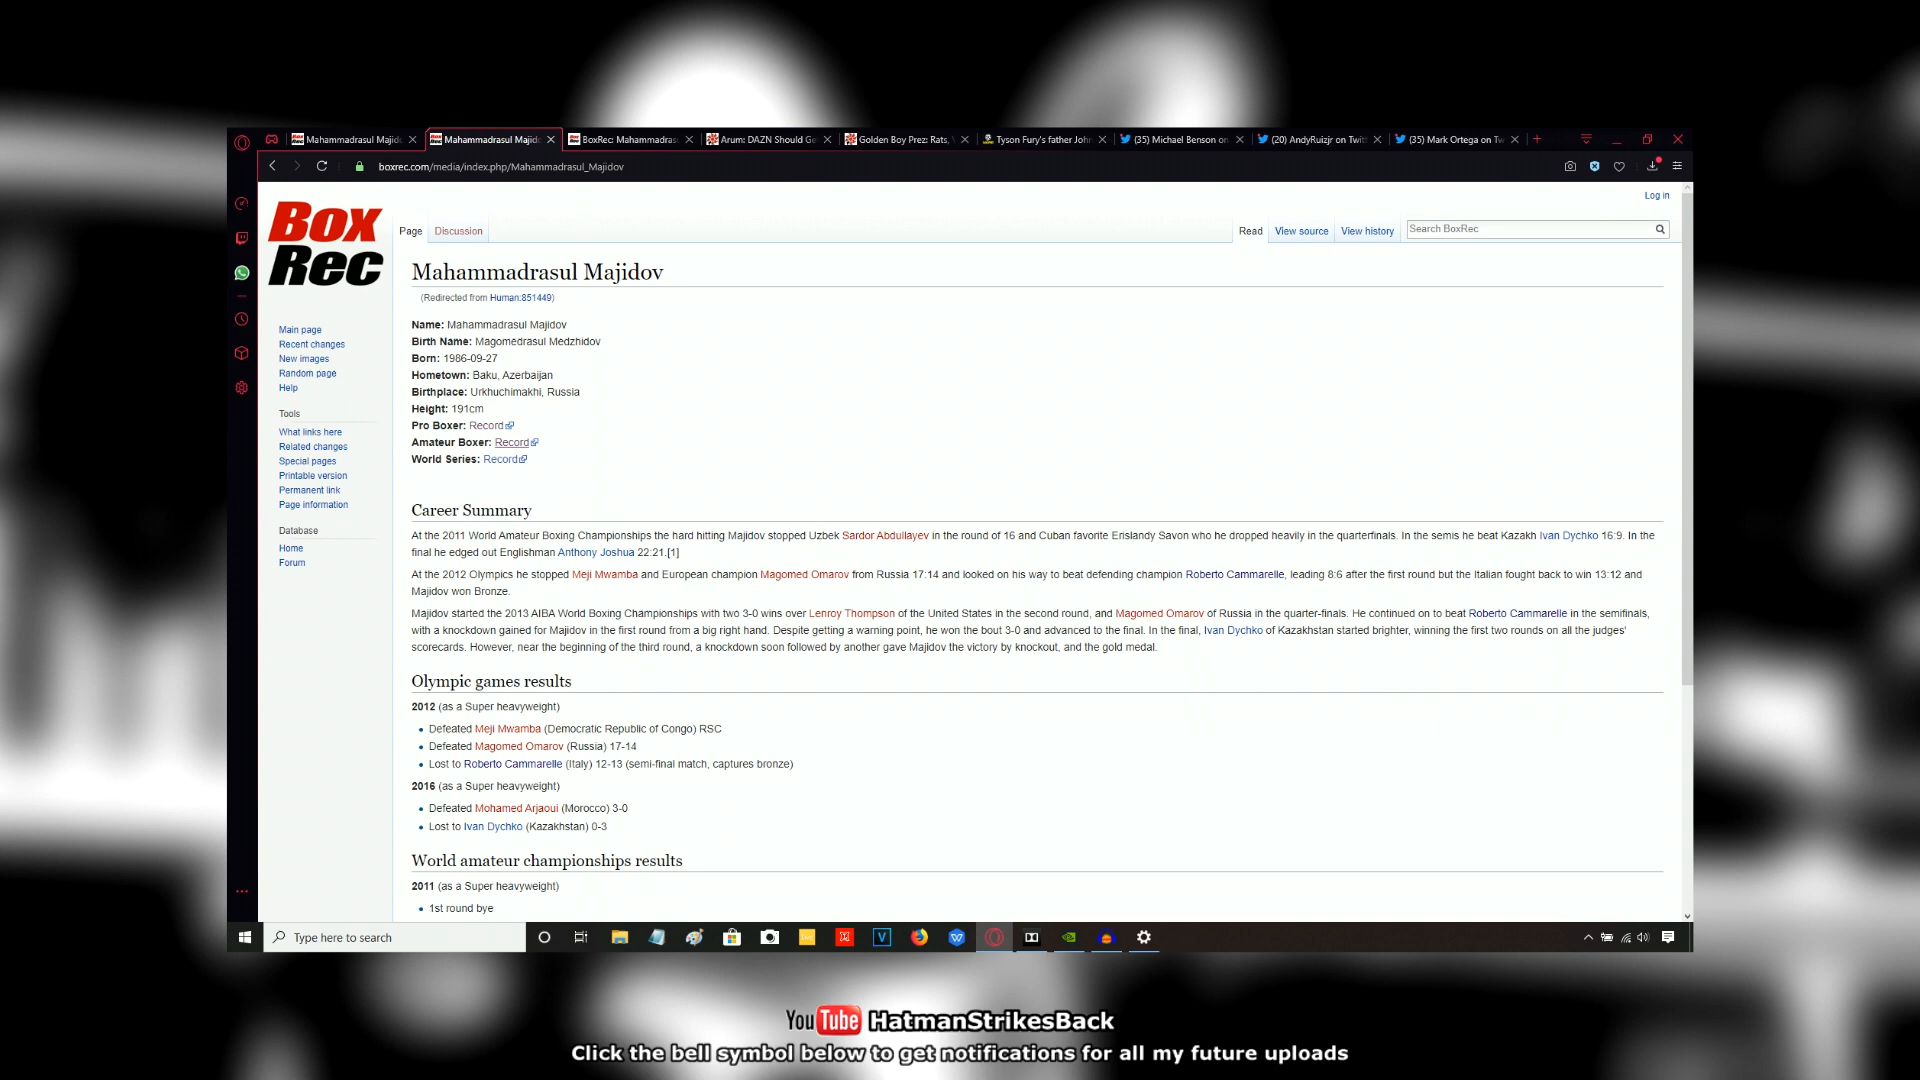 Mahammadrasul Majid
Mahammadrasul Majid
BoxRec: Mahammadras
Arum: DAZN Should Ge
Golden Boy Prez: Rats,
Tyson Fury's father John
(35) Michael Benson on
(20) AndyRuizjr on Twitt
(35) Mark Ortega on Tw
boxrec.com/media/index.php/Mahammadrasul_Majidov
Log in
Box
Rec
Page
Discussion
Read
View source
View history
Search BoxRec
Mahammadrasul Majidov
(Redirected from Human:851449)
Name: Mahammadrasul Majidov
Birth Name: Magomedrasul Medzhidov
Born: 1986-09-27
Hometown: Baku, Azerbaijan
Birthplace: Urkhuchimakhi, Russia
Height: 191cm
Pro Boxer: Record
Amateur Boxer: Record
World Series: Record
Main page
Recent changes
New images
Random page
Help
Tools
What links here
Related changes
Special pages
Printable version
Permanent link
Page information
Database
Home
Forum
Career Summary
At the 2011 World Amateur Boxing Championships the hard hitting Majidov stopped Uzbek Sardor Abdullayev in the round of 16 and Cuban favorite Erislandy Savon who he dropped heavily in the quarterfinals. In the semis he beat Kazakh Ivan Dychko 16:9. In the
final he edged out Englishman Anthony Joshua 22:21.[1]
At the 2012 Olympics he stopped Meji Mwamba and European champion Magomed Omarov from Russia 17:14 and looked on his way to beat defending champion Roberto Cammarelle, leading 8:6 after the first round but the Italian fought back to win 13:12 and
Majidov won Bronze.
Majidov started the 2013 AIBA World Boxing Championships with two 3-0 wins over Lenroy Thompson of the United States in the second round, and Magomed Omarov of Russia in the quarter-finals. He continued on to beat Roberto Cammarelle in the semifinals,
with a knockdown gained for Majidov in the first round from a big right hand. Despite getting a warning point, he won the bout 3-0 and advanced to the final. In the final, Ivan Dychko of Kazakhstan started brighter, winning the first two rounds on all the judges'
scorecards. However, near the beginning of the third round, a knockdown soon followed by another gave Majidov the victory by knockout, and the gold medal.
Olympic games results
2012 (as a Super heavyweight)
Defeated Meji Mwamba (Democratic Republic of Congo) RSC
Defeated Magomed Omarov (Russia) 17-14
Lost to Roberto Cammarelle (Italy) 12-13 (semi-final match, captures bronze)
2016 (as a Super heavyweight)
Defeated Mohamed Arjaoui (Morocco) 3-0
Lost to Ivan Dychko (Kazakhstan) 0-3
World amateur championships results
2011 (as a Super heavyweight)
1st round bye
Type here to search
YouTube HatmanStrikesBack
Click the bell symbol below to get notifications for all my future uploads